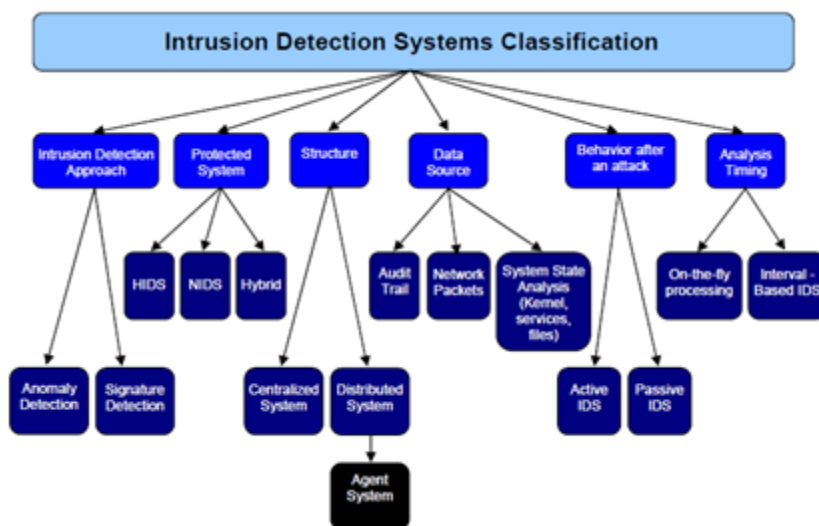 Intrusion Detection Systems Classification
Intrusion Detection
Approach
Protected
System
Structure
Data
Source
Behavior after
an attack
Analysis
Timing
HIDS
NIDS
Hybrid
Audit
Trail
Network
Packets
System State
Analysis
(Kernel,
services,
files)
On-the-fly
processing
Interval -
Based IDS
Anomaly
Detection
Signature
Detection
Centralized
System
Distributed
System
Active
IDS
Passive
IDS
Agent
System